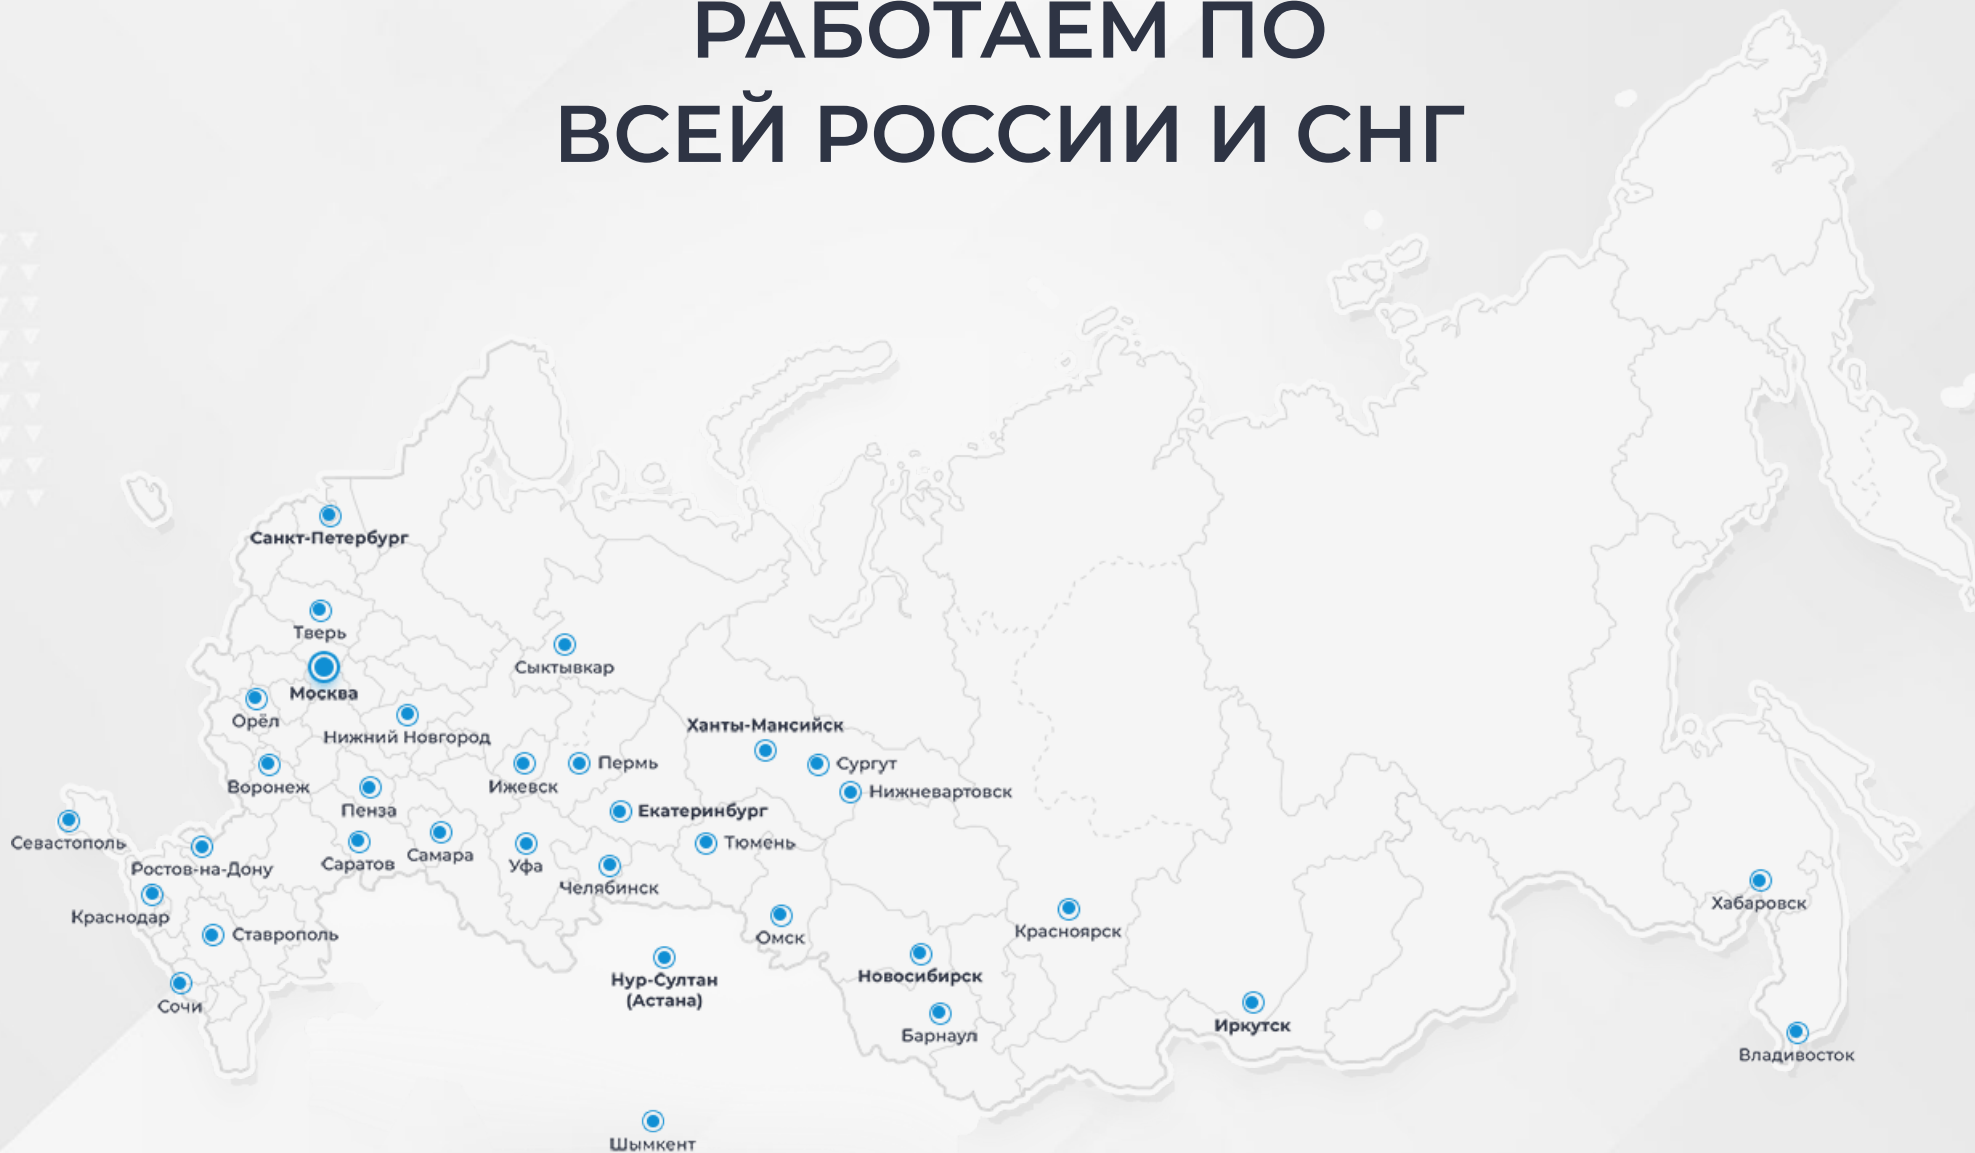 РАБОТАЕМ ПО
ВСЕЙ РОССИИ И СНГ
Санкт-Петербург
Тверь
Сыктывкар
Москва
Орёл
Нижний Новгород
Ханты-Мансийск
Воронеж
Ижевск
Пермь
Сургут
Нижневартовск
Пенза
Екатеринбург
Севастополь
Ростов-на-Дону
Саратов
Самара
Уфа
Тюмень
Челябинск
Краснодар
Ставрополь
Омск
Красноярск
Хабаровск
Сочи
Нур-Султан
(Астана)
Новосибирск
Барнаул
Иркутск
Владивосток
Шымкент